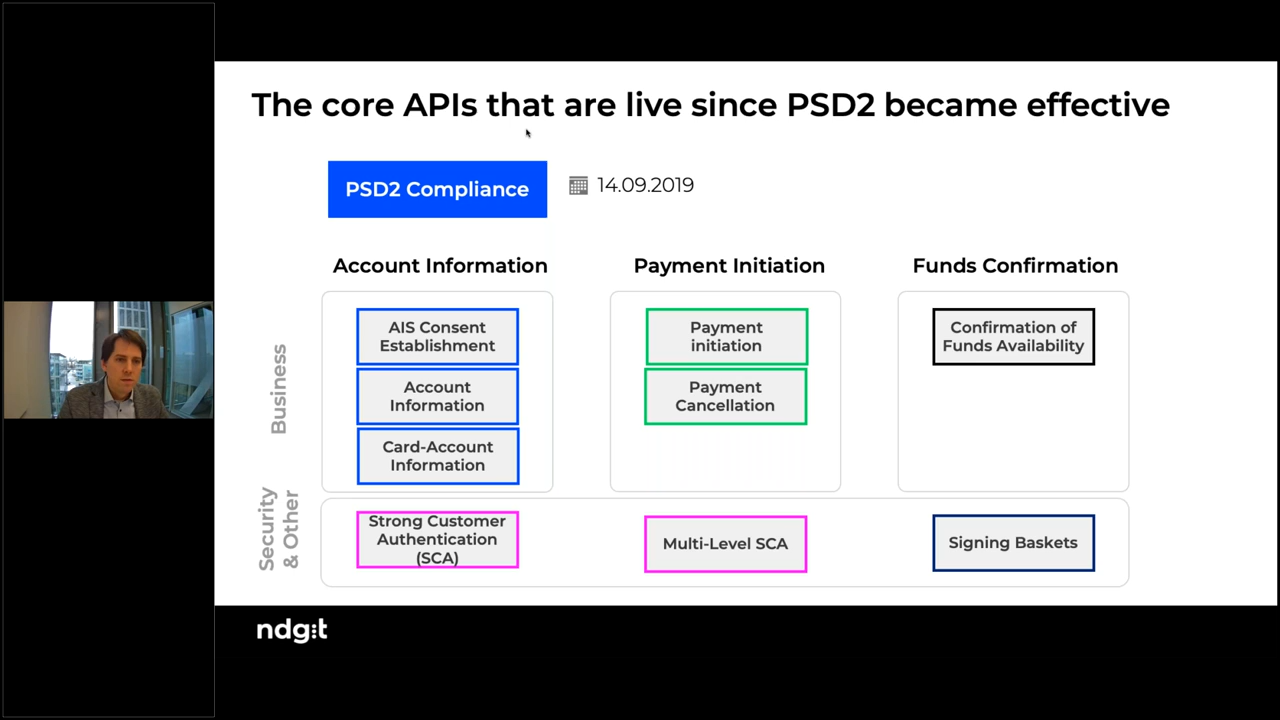 The core APIs that are live since PSD2 became effective
PSD2 Compliance
14.09.2019
Account Information
Payment Initiation
Funds Confirmation
Business
AIS Consent
Establishment
Account
Information
Card-Account
Information
Payment
initiation
Payment
Cancellation
Confirmation of
Funds Availability
Security
& Other
Strong Customer
Authentication
(SCA)
Multi-Level SCA
Signing Baskets
ndgit